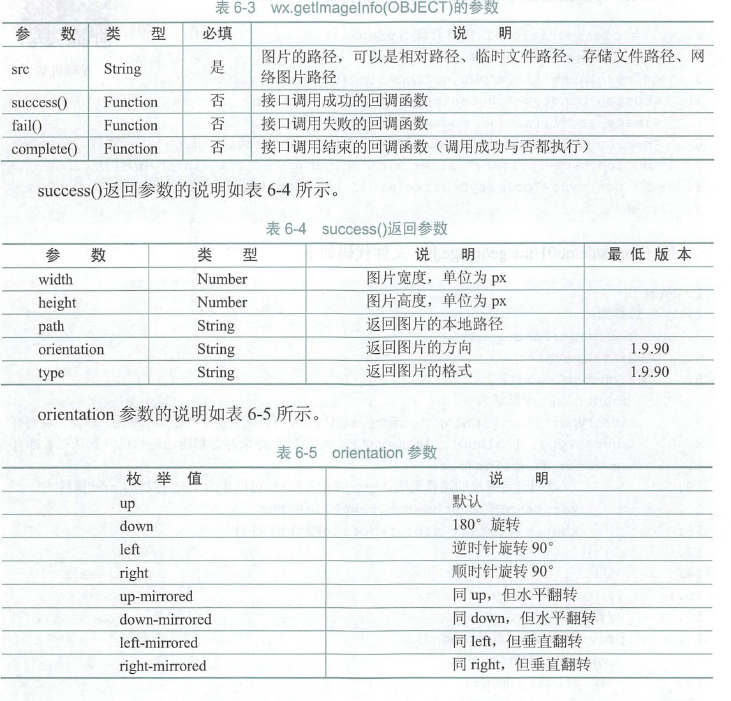 表 6-3 wx.getImageInfo(OBJECT)的参数
参 数 类 型 必填 说 明
src String 是 图片的路径，可以是相对路径、临时文件路径、存储文件路径、网
络图片路径
success() Function 否 接口调用成功的回调函数
fail() Function 否 接口调用失败的回调函数
complete() Function 否 接口调用结束的回调函数（调用成功与否都执行）
success()返回参数的说明如表 6-4 所示。
表 6-4 success()返回参数
参 数 类 型 说 明 最 低 版 本
width Number 图片宽度，单位为 px
height Number 图片高度，单位为 px
path String 返回图片的本地路径
orientation String 返回图片的方向 1.9.90
type String 返回图片的格式 1.9.90
orientation 参数的说明如表 6-5 所示。
表 6-5 orientation 参数
枚 举 值 说 明
up 默认
down 180° 旋转
left 逆时针旋转 90°
right 顺时针旋转 90°
up-mirrored 同 up，但水平翻转
down-mirrored 同 down，但水平翻转
left-mirrored 同 left，但垂直翻转
right-mirrored 同 right，但垂直翻转